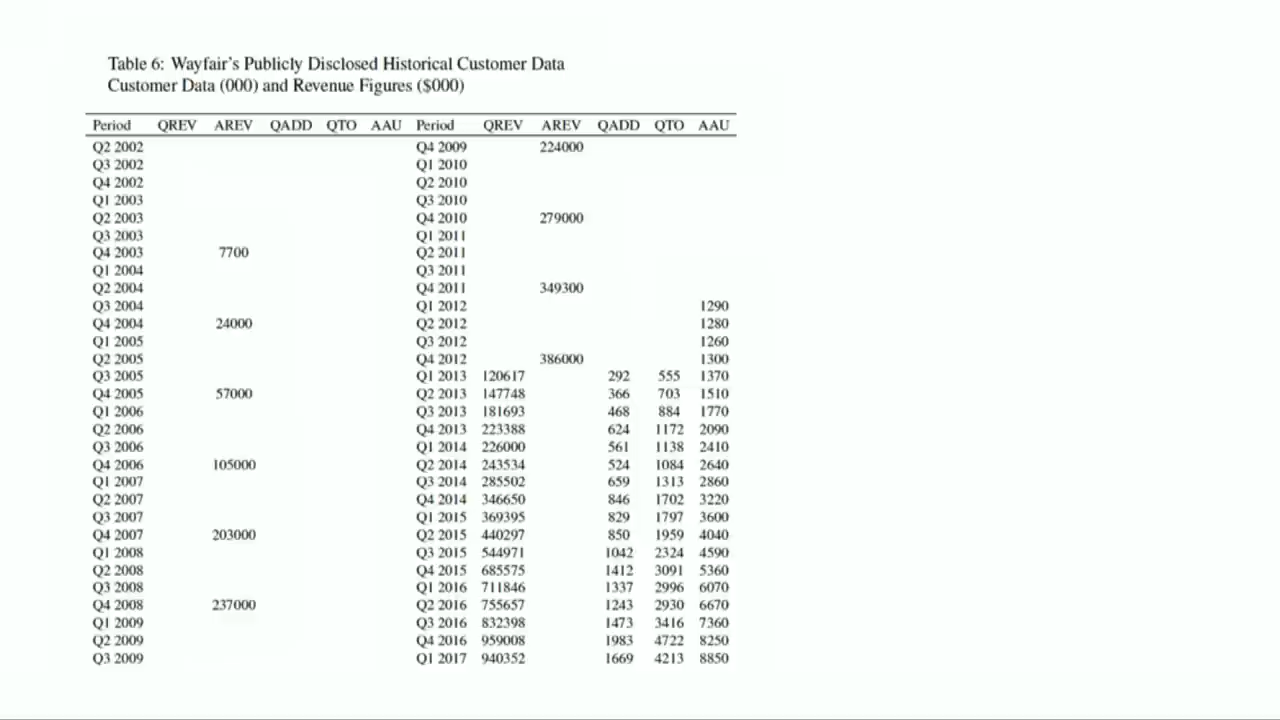 Table 6: Wayfair's Publicly Disclosed Historical Customer Data
Customer Data (000) and Revenue Figures ($000)
Period QREV AREV QADD QTO AAU Period QREV AREV QADD QTO AAU
Q2 2002 Q4 2009 224000
Q3 2002 Q1 2010
Q4 2002 Q2 2010
Q1 2003 Q3 2010
Q2 2003 Q4 2010 279000
Q3 2003 Q1 2011
Q4 2003 7700 Q2 2011
Q1 2004 Q3 2011
Q2 2004 Q4 2011 349300
Q3 2004 Q1 2012 1290
Q4 2004 24000 Q2 2012 1280
Q1 2005 Q3 2012 1260
Q2 2005 Q4 2012 386000 1300
Q3 2005 Q1 2013 120617 292 555 1370
Q4 2005 57000 Q2 2013 147748 366 703 1510
Q1 2006 Q3 2013 181693 468 884 1770
Q2 2006 Q4 2013 223388 624 1172 2090
Q3 2006 Q1 2014 226000 561 1138 2410
Q4 2006 105000 Q2 2014 243534 524 1084 2640
Q1 2007 Q3 2014 285502 659 1313 2860
Q2 2007 Q4 2014 346650 846 1702 3220
Q3 2007 Q1 2015 369395 829 1797 3600
Q4 2007 203000 Q2 2015 440297 850 1959 4040
Q1 2008 Q3 2015 544971 1042 2324 4590
Q2 2008 Q4 2015 685575 1412 3091 5360
Q3 2008 Q1 2016 711846 1337 2996 6070
Q4 2008 237000 Q2 2016 755657 1243 2930 6670
Q1 2009 Q3 2016 832398 1473 3416 7360
Q2 2009 Q4 2016 959008 1983 4722 8250
Q3 2009 Q1 2017 940352 1669 4213 8850